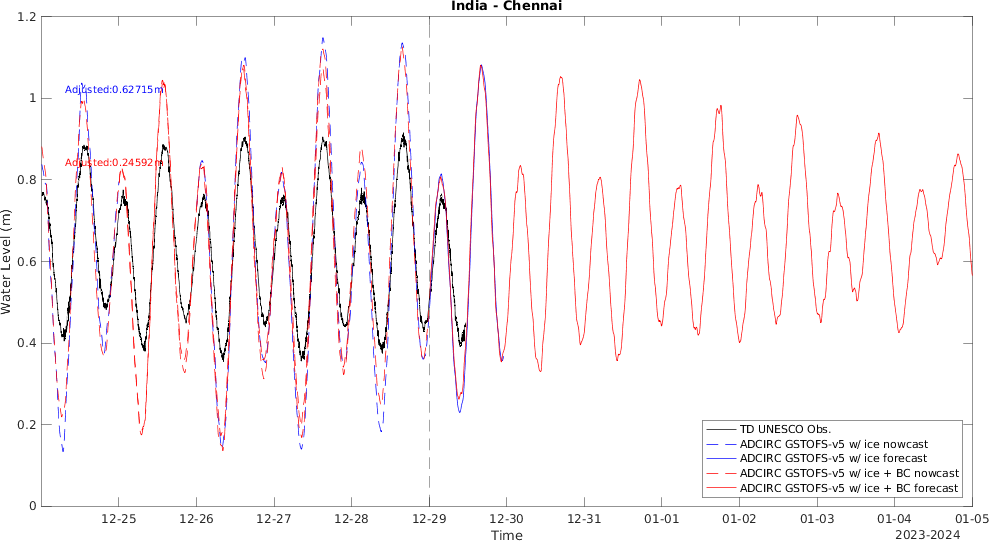 India - Chennai
Water Level (m)
1.2
1
0.8
0.6
0.4
0.2
0
Adjusted:0.62715m
Adjusted:0.24592m
TD UNESCO Obs.
ADCIRC GSTOFS-v5 w/ ice nowcast
ADCIRC GSTOFS-v5 w/ ice forecast
ADCIRC GSTOFS-v5 w/ ice + BC nowcast
ADCIRC GSTOFS-v5 w/ ice + BC forecast
12-25 12-26 12-27 12-28 12-29 12-30 12-31 01-01 01-02 01-03 01-04 01-05
Time
2023-2024